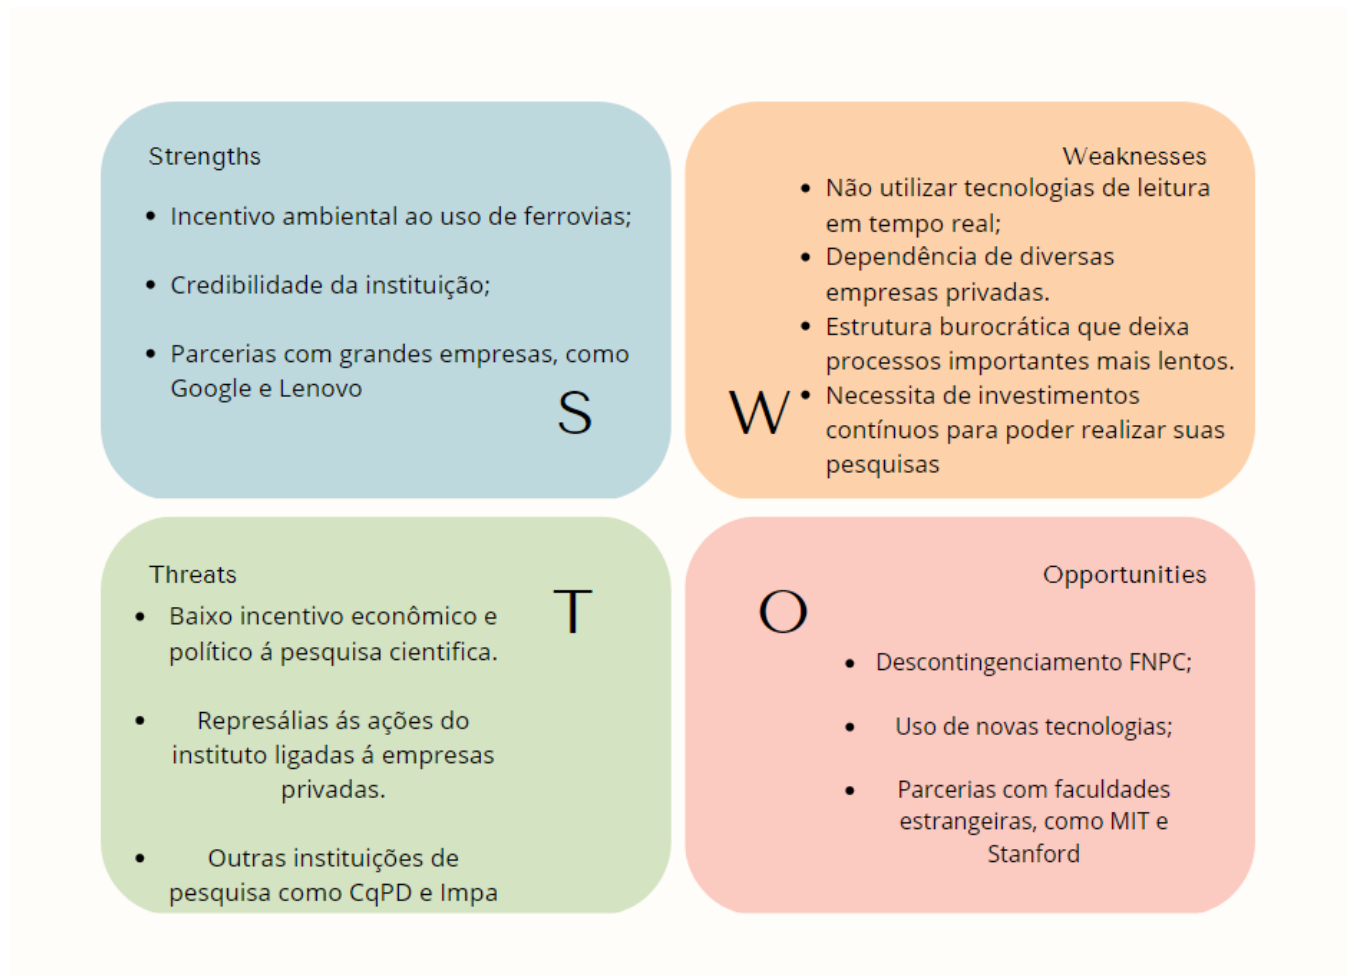 Strengths
• Incentivo ambiental ao uso de ferrovias;
• Credibilidade da instituição;
• Parcerias com grandes empresas, como
Google e Lenovo
S
Weaknesses
• Não utilizar tecnologias de leitura
em tempo real;
• Dependência de diversas
empresas privadas.
• Estrutura burocrática que deixa
processos importantes mais lentos.
• Necessita de investimentos
contínuos para poder realizar suas
pesquisas
W
Threats
• Baixo incentivo econômico e
político á pesquisa cientifica.
• Represálias ás ações do
instituto ligadas á empresas
privadas.
• Outras instituições de
pesquisa como CqPD e Impa
T
Opportunities
O
• Descontingenciamento FNPC;
• Uso de novas tecnologias;
• Parcerias com faculdades
estrangeiras, como MIT e
Stanford